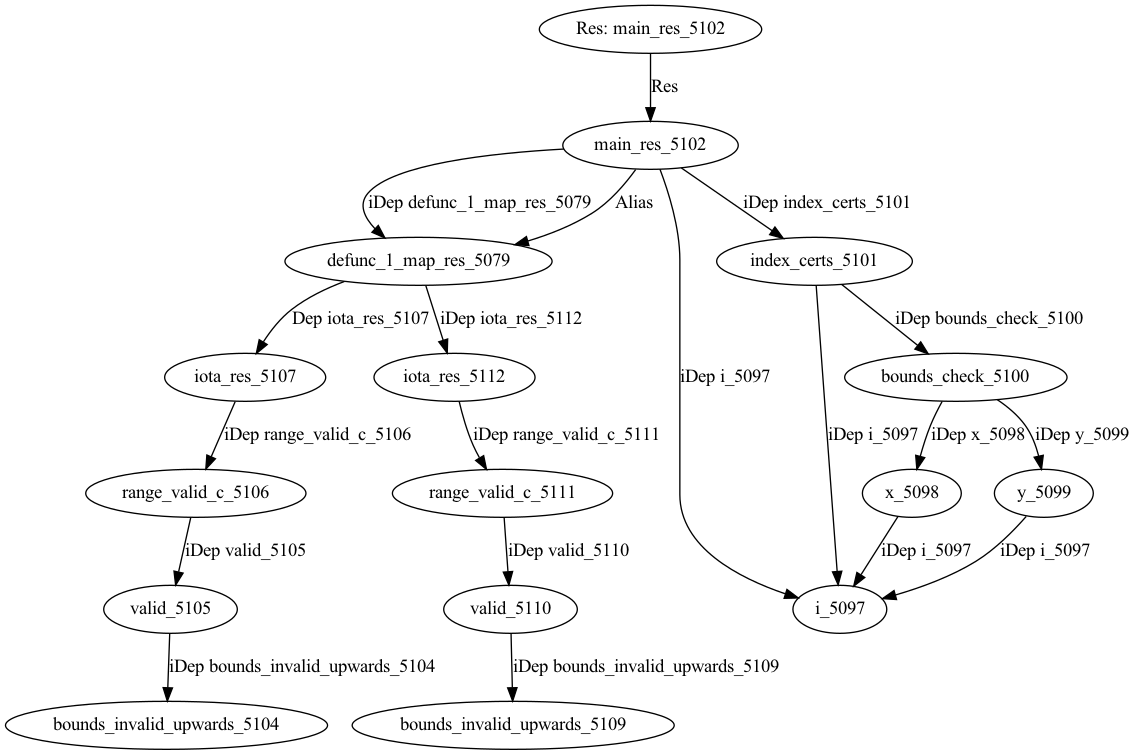 Res: main_res_5102
Res
main_res_5102
iDep defunc_1_map_res_5079
Alias
iDep index_certs_5101
defunc_1_map_res_5079
index_certs_5101
Dep iota_res_5107
iDep iota_res_5112
iDep bounds_check_5100
iota_res_5107
iota_res_5112
iDep i_5097
bounds_check_5100
iDep range_valid_c_5106
iDep range_valid_c_5111
iDep i_5097
iDep x_5098
iDep y_5099
range_valid_c_5106
range_valid_c_5111
x_5098
y_5099
iDep valid_5105
iDep valid_5110
iDep i_5097
iDep i_5097
valid_5105
valid_5110
i_5097
iDep bounds_invalid_upwards_5104
iDep bounds_invalid_upwards_5109
bounds_invalid_upwards_5104
bounds_invalid_upwards_5109